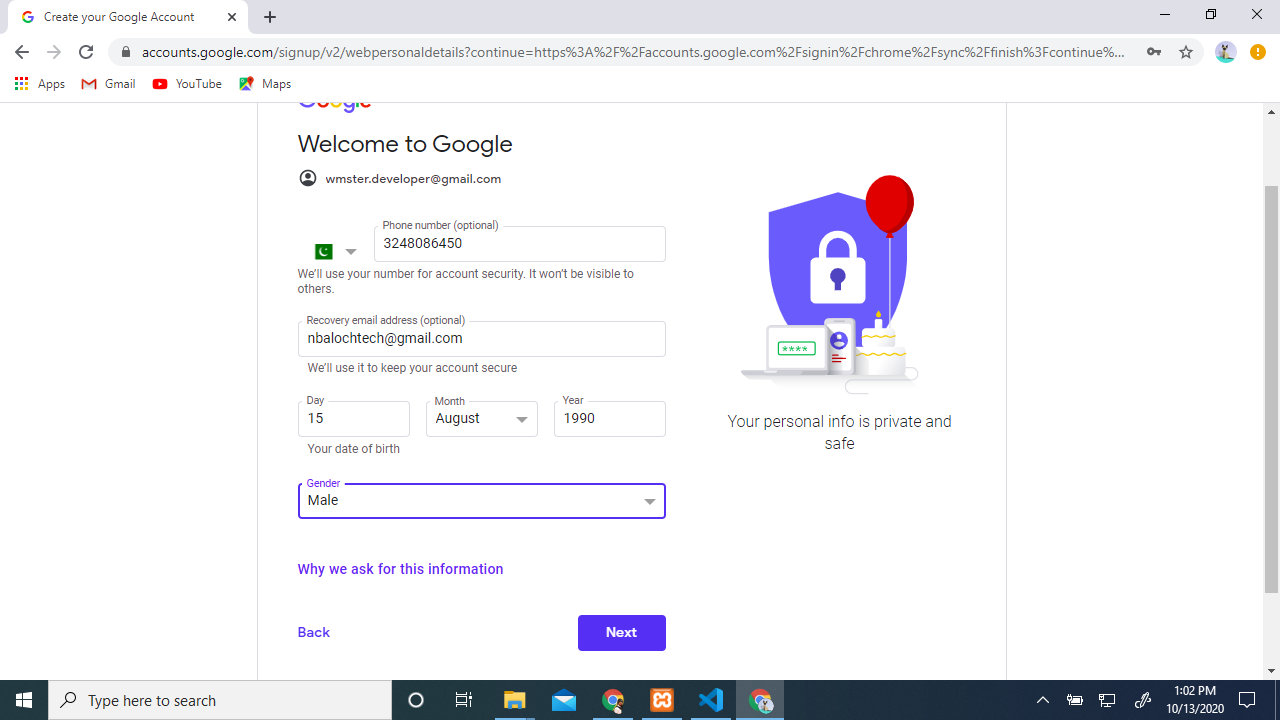 Create your Google Account
accounts.google.com/signup/v2/webpersonaldetails?continue=https%3A%2F%2Faccounts.google.com%2Fsignin%2Fchrome%2Fsync%2Ffinish%3Fcontinue%...
Apps Gmail YouTube Maps
Google
Welcome to Google
wmster.developer@gmail.com
Phone number (optional)
3248086450
We'll use your number for account security. It won't be visible to
others.
Recovery email address (optional)
nbalochtech@gmail.com
We'll use it to keep your account secure
Day Month Year
15 August 1990
Your date of birth
Gender
Male
Why we ask for this information
Back Next
****
Your personal info is private and
safe
Type here to search
1:02 PM
10/13/2020